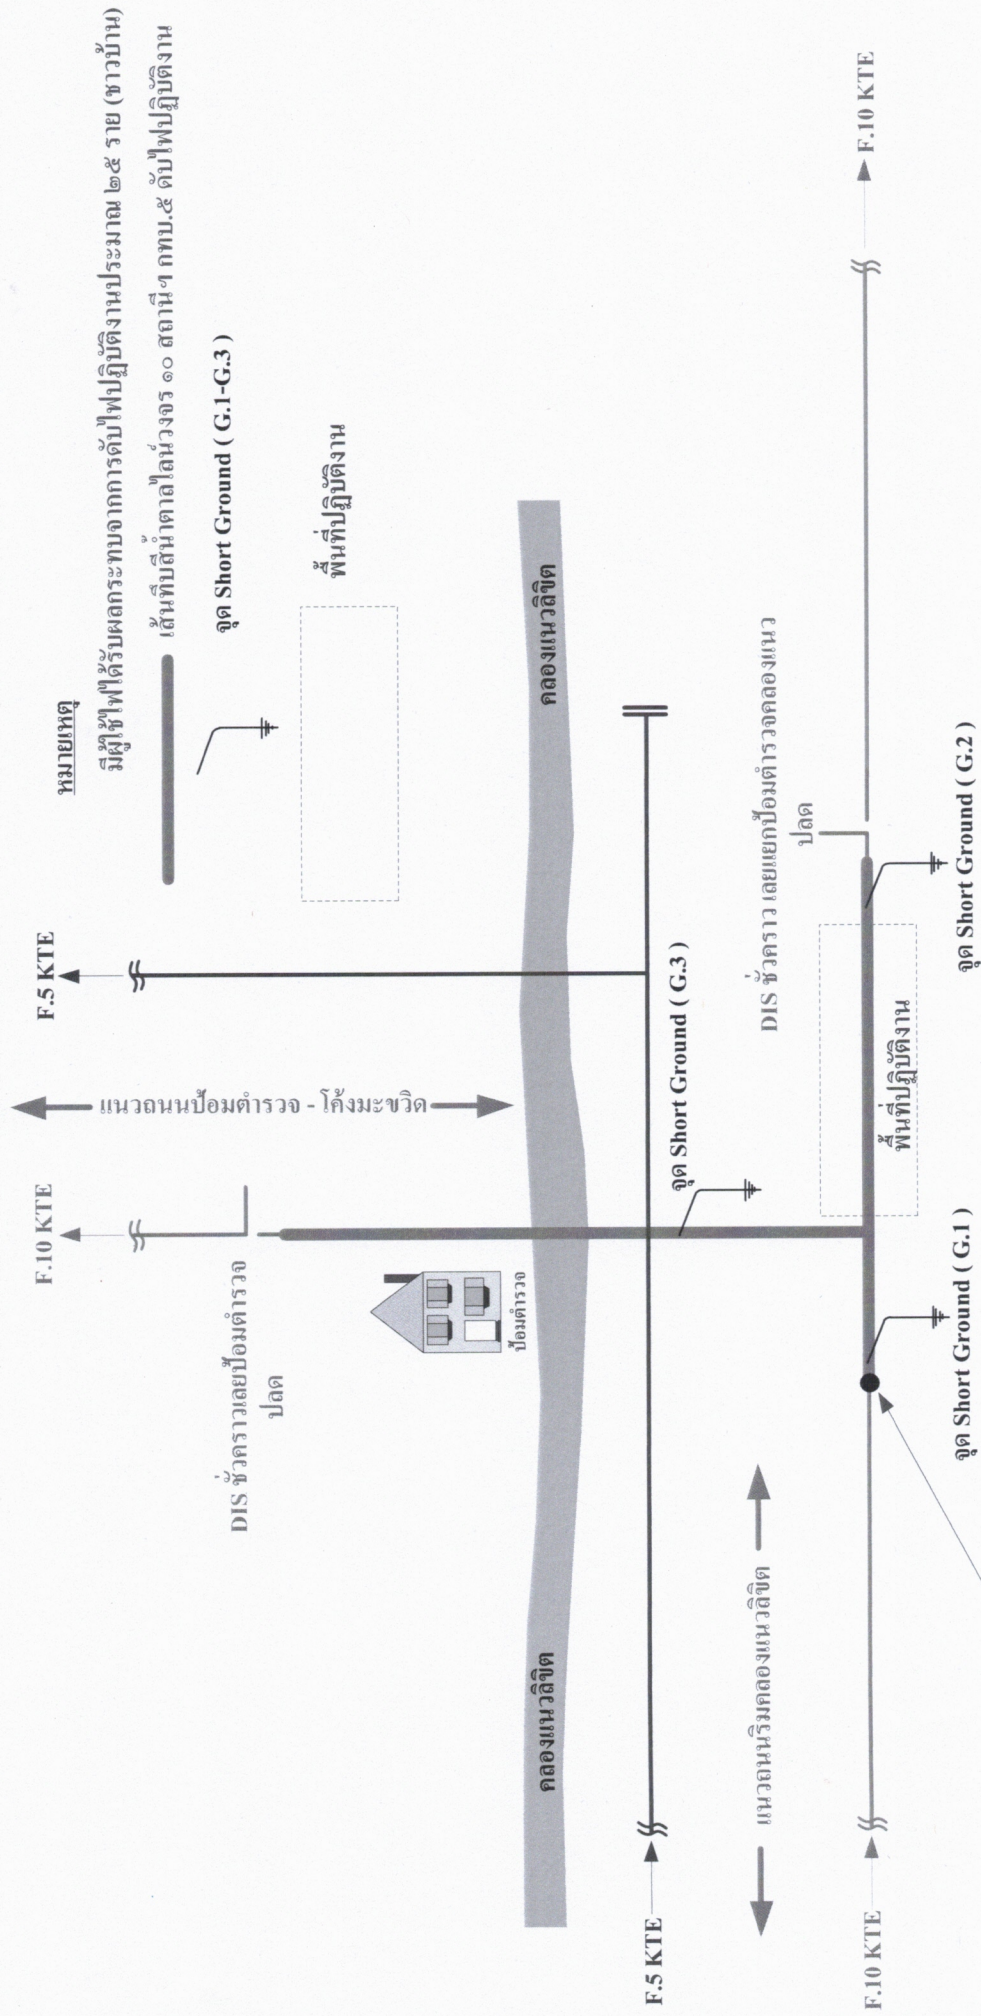 หมายเหตุ
มีผู้ใช้ไฟได้รับผลกระทบจากการดับไฟปฏิบัติงานประมาณ ๒๕ ราย (ชาวบ้าน)
เส้นทึบสีน้ำตาลไลน์วงจร ๑๐ สถานีฯ กทบ.๕ ดับไฟปฏิบัติงาน
จุด Short Ground ( G.1-G.3 )
พื้นที่ปฏิบัติงาน
F.10 KTE
F.5 KTE
แนวถนนป้อมตำรวจ - โค้งมะขวิด
DIS ชั่วคราวเลยป้อมตำรวจ
ปลด
ป้อมตำรวจ
คลองแนวลิขิต
คลองแนวลิขิต
F.5 KTE
จุด Short Ground ( G.3 )
DIS ชั่วคราว เลยแยกป้อมตำรวจคลองแนว
ปลด
แนวถนนริมคลองแนวลิขิต
F.10 KTE
พื้นที่ปฏิบัติงาน
F.10 KTE
จุด Short Ground ( G.1 )
จุด Short Ground ( G.2 )